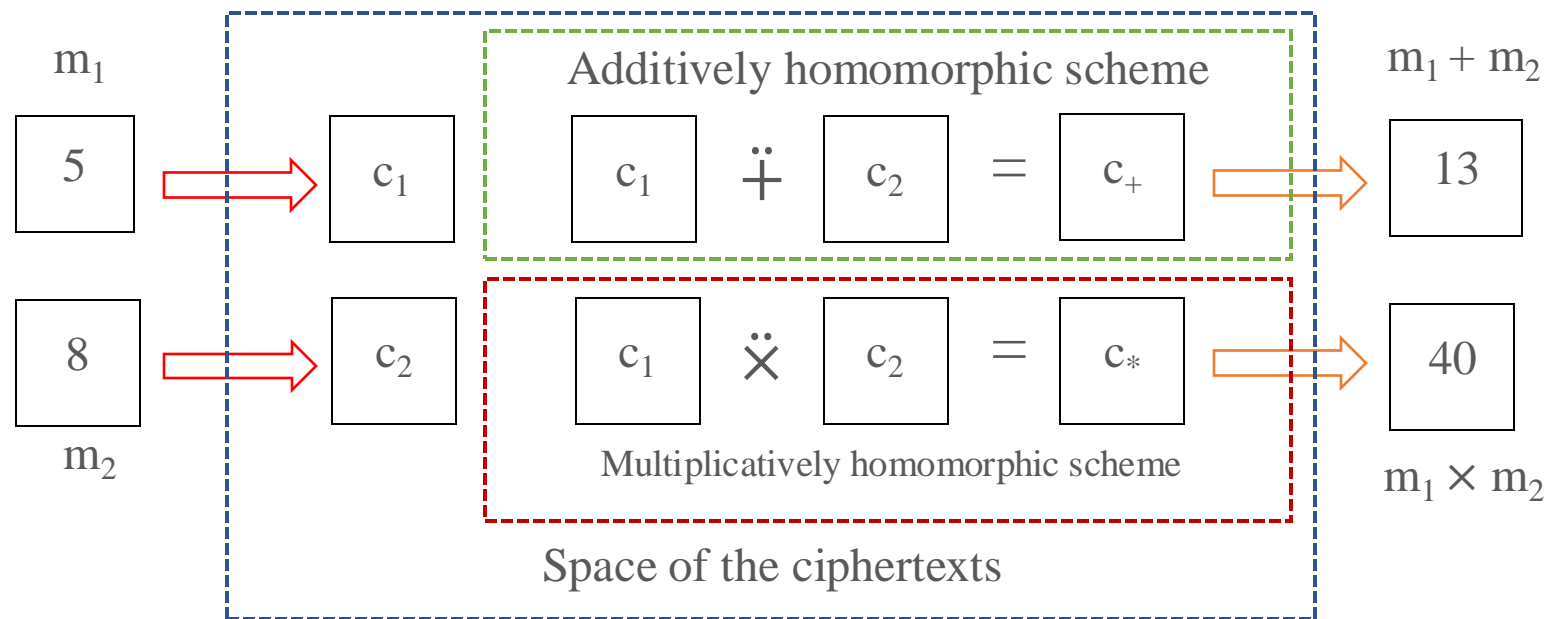 m₁
Additively homomorphic scheme
m₁ + m₂
5
c₁
c₁ ∔̈ c₂ = c₊
13
8
c₂
c₁ ×̈ c₂ = c*
40
m₂
Multiplicatively homomorphic scheme
m₁ × m₂
Space of the ciphertexts